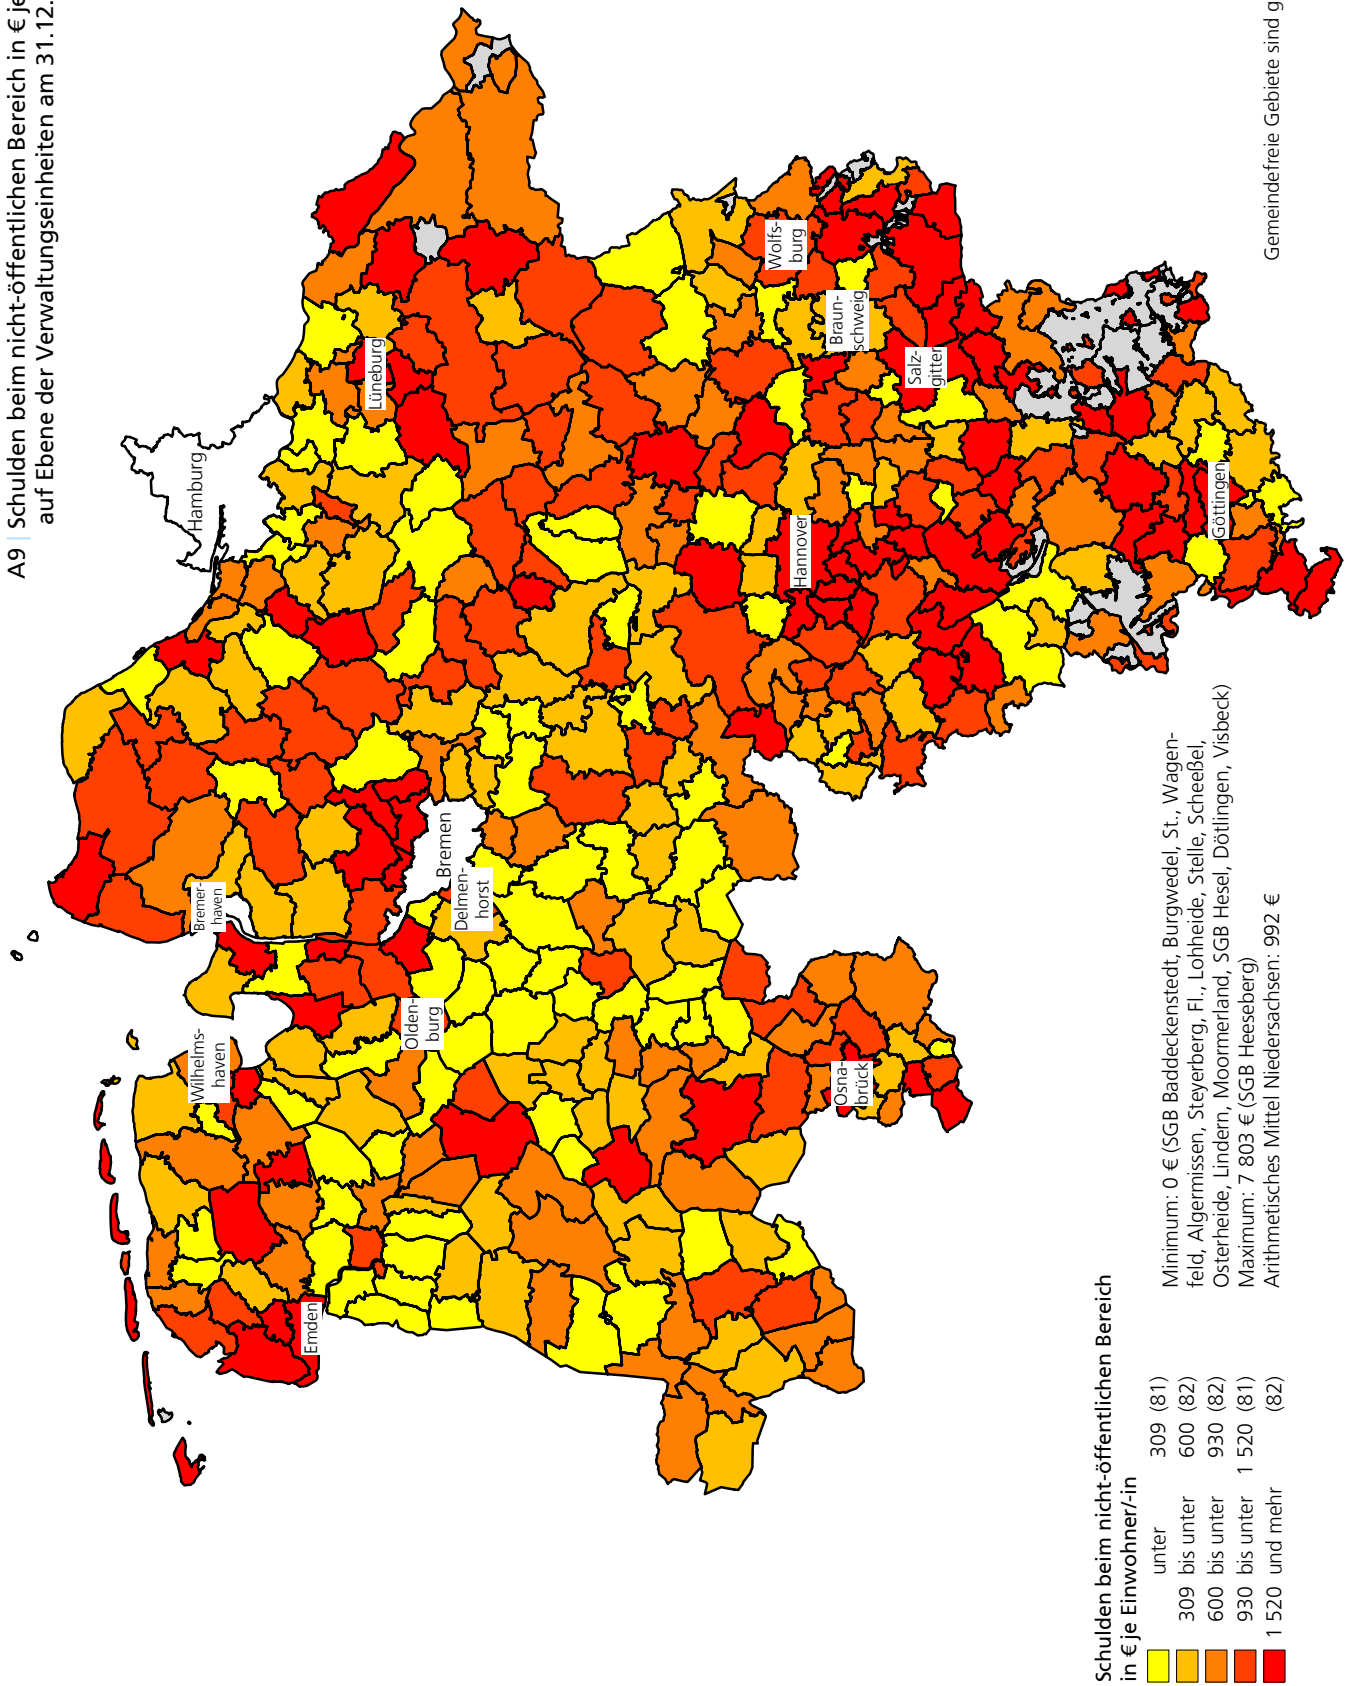 A9 | Schulden beim nicht-öffentlichen Bereich in € je
auf Ebene der Verwaltungseinheiten am 31.12.
Hamburg
Lüneburg
Bremer-
haven
Wilhelms-
haven
Emden
Olden-
burg
Delmen-
horst
Bremen
Wolfs-
burg
Braun-
schweig
Salz-
gitter
Hannover
Osna-
brück
Göttingen
Schulden beim nicht-öffentlichen Bereich
in € je Einwohner/-in
unter 309 (81)
309 bis unter 600 (82)
600 bis unter 930 (82)
930 bis unter 1 520 (81)
1 520 und mehr (82)
Minimum: 0 € (SGB Baddeckenstedt, Burgwedel, St., Wagen-
feld, Algermissen, Steyerberg, Fl., Lohheide, Stelle, Scheeßel,
Osterheide, Lindern, Moormerland, SGB Hesel, Dötlingen, Visbeck)
Maximum: 7 803 € (SGB Heeseberg)
Arithmetisches Mittel Niedersachsen: 992 €
Gemeindefreie Gebiete sind g